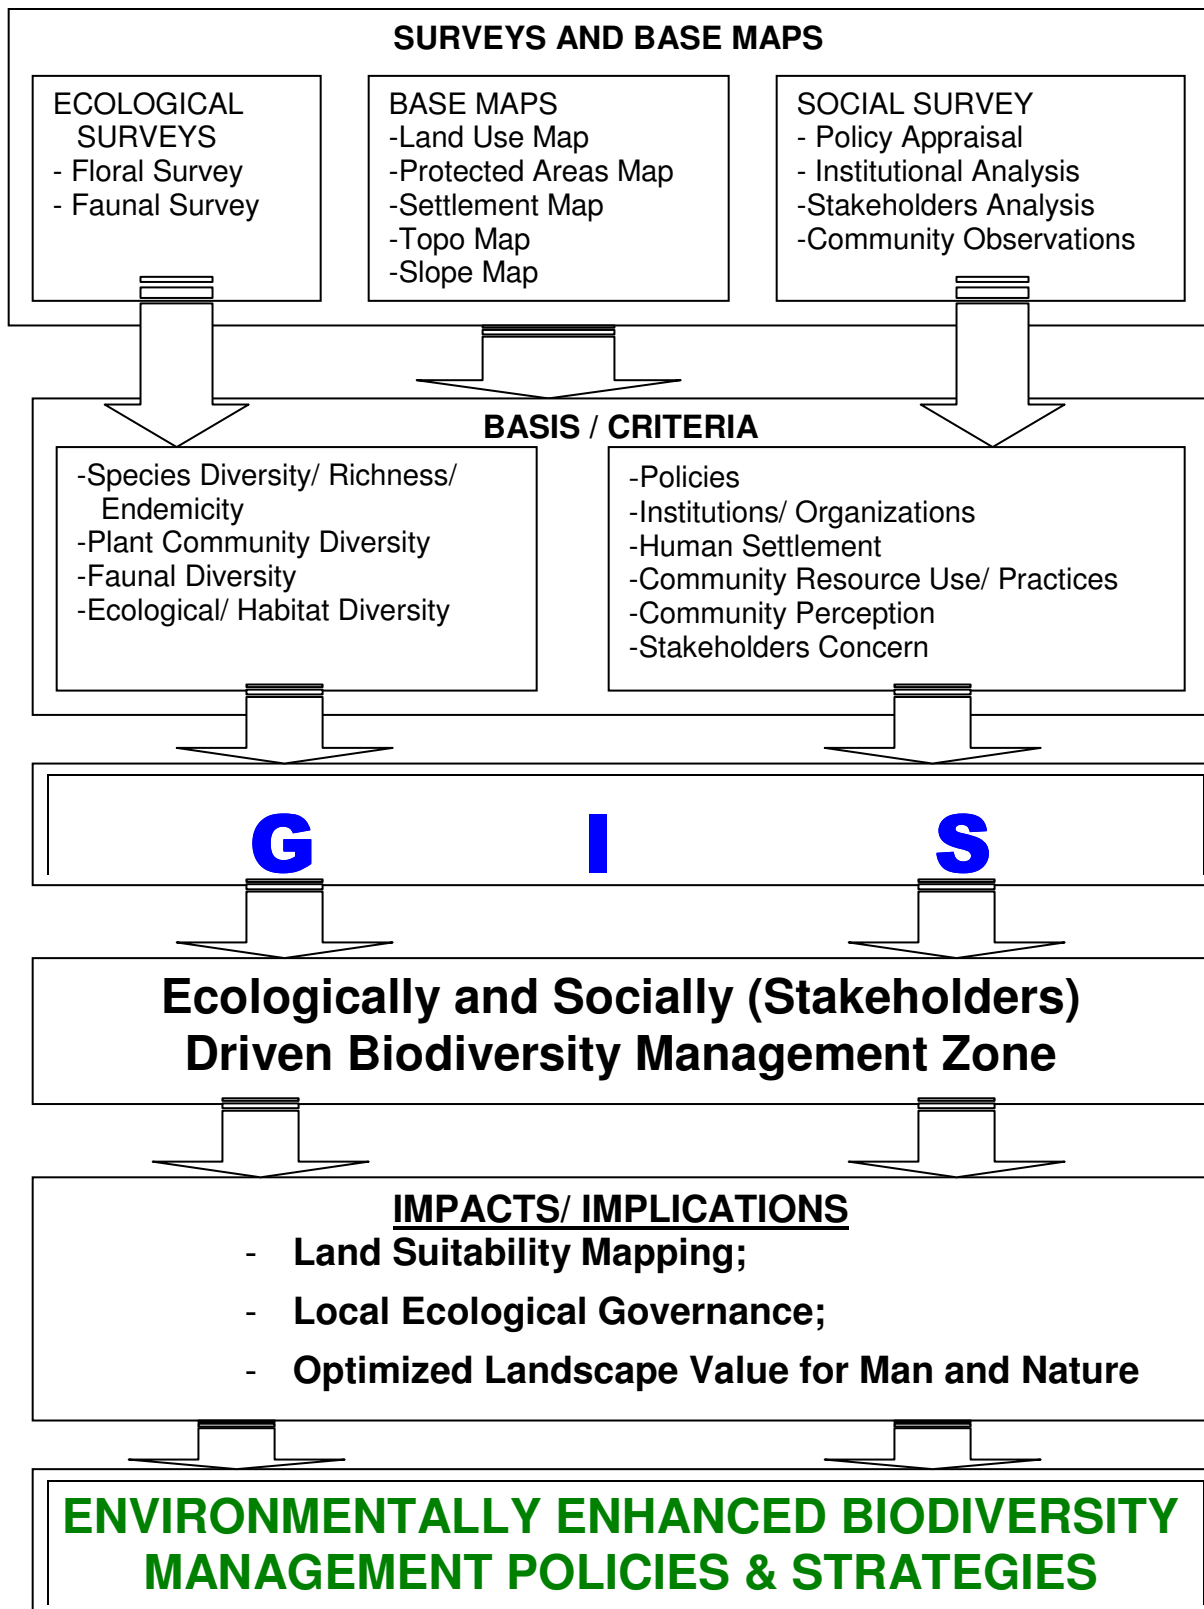 SURVEYS AND BASE MAPS
ECOLOGICAL
SURVEYS
- Floral Survey
- Faunal Survey
BASE MAPS
-Land Use Map
-Protected Areas Map
-Settlement Map
-Topo Map
-Slope Map
SOCIAL SURVEY
- Policy Appraisal
- Institutional Analysis
-Stakeholders Analysis
-Community Observations
BASIS / CRITERIA
-Species Diversity/ Richness/
Endemicity
-Plant Community Diversity
-Faunal Diversity
-Ecological/ Habitat Diversity
-Policies
-Institutions/ Organizations
-Human Settlement
-Community Resource Use/ Practices
-Community Perception
-Stakeholders Concern
G I S
Ecologically and Socially (Stakeholders)
Driven Biodiversity Management Zone
IMPACTS/ IMPLICATIONS
- Land Suitability Mapping;
- Local Ecological Governance;
- Optimized Landscape Value for Man and Nature
ENVIRONMENTALLY ENHANCED BIODIVERSITY
MANAGEMENT POLICIES & STRATEGIES